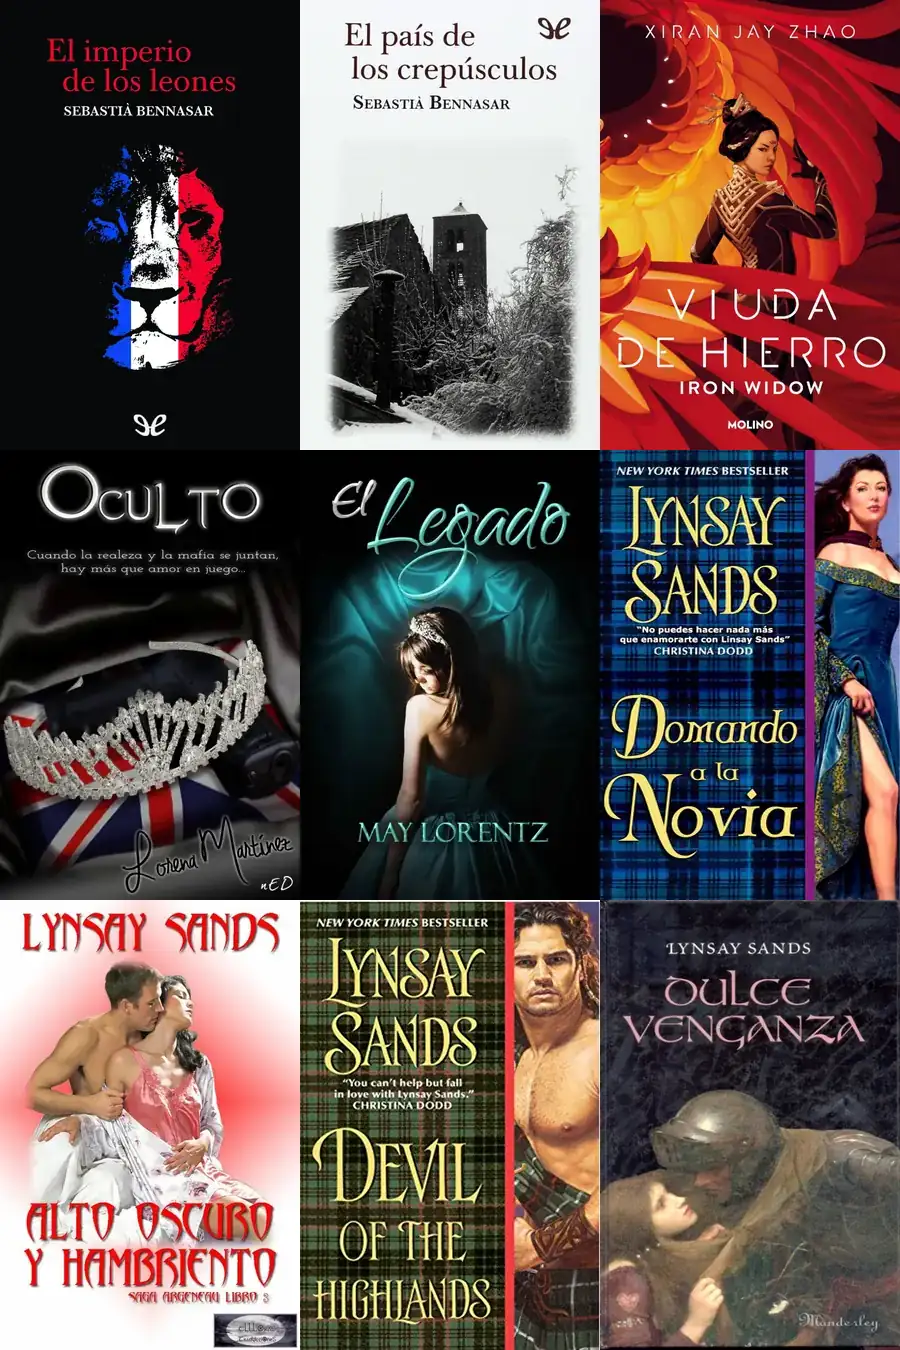 El imperio
de los leones
SEBASTIÀ BENNASAR
El país de
los crepúsculos
SEBASTIÀ BENNASAR
XIRAN JAY ZHAO
VIUDA
DE HIERRO
IRON WIDOW
MOLINO
OCULTO
Cuando la realeza y la mafia se juntan,
hay más que amor en juego...
Lorena Martínez
nED
El Legado
MAY LORENTZ
NEW YORK TIMES BESTSELLER
LYNSAY
SANDS
"No puedes hacer nada más
que enamorarte con Linsay Sands"
CHRISTINA DODD
Domando
a la
Novia
LYNSAY SANDS
ALTO OSCURO
Y HAMBRIENTO
SAGA ARGENEAU LIBRO 3
NEW YORK TIMES BESTSELLER
LYNSAY
SANDS
"You can't help but fall
in love with Lynsay Sands."
CHRISTINA DODD
DEVIL
OF THE
HIGHLANDS
LYNSAY SANDS
DULCE
VENGANZA
Manderley